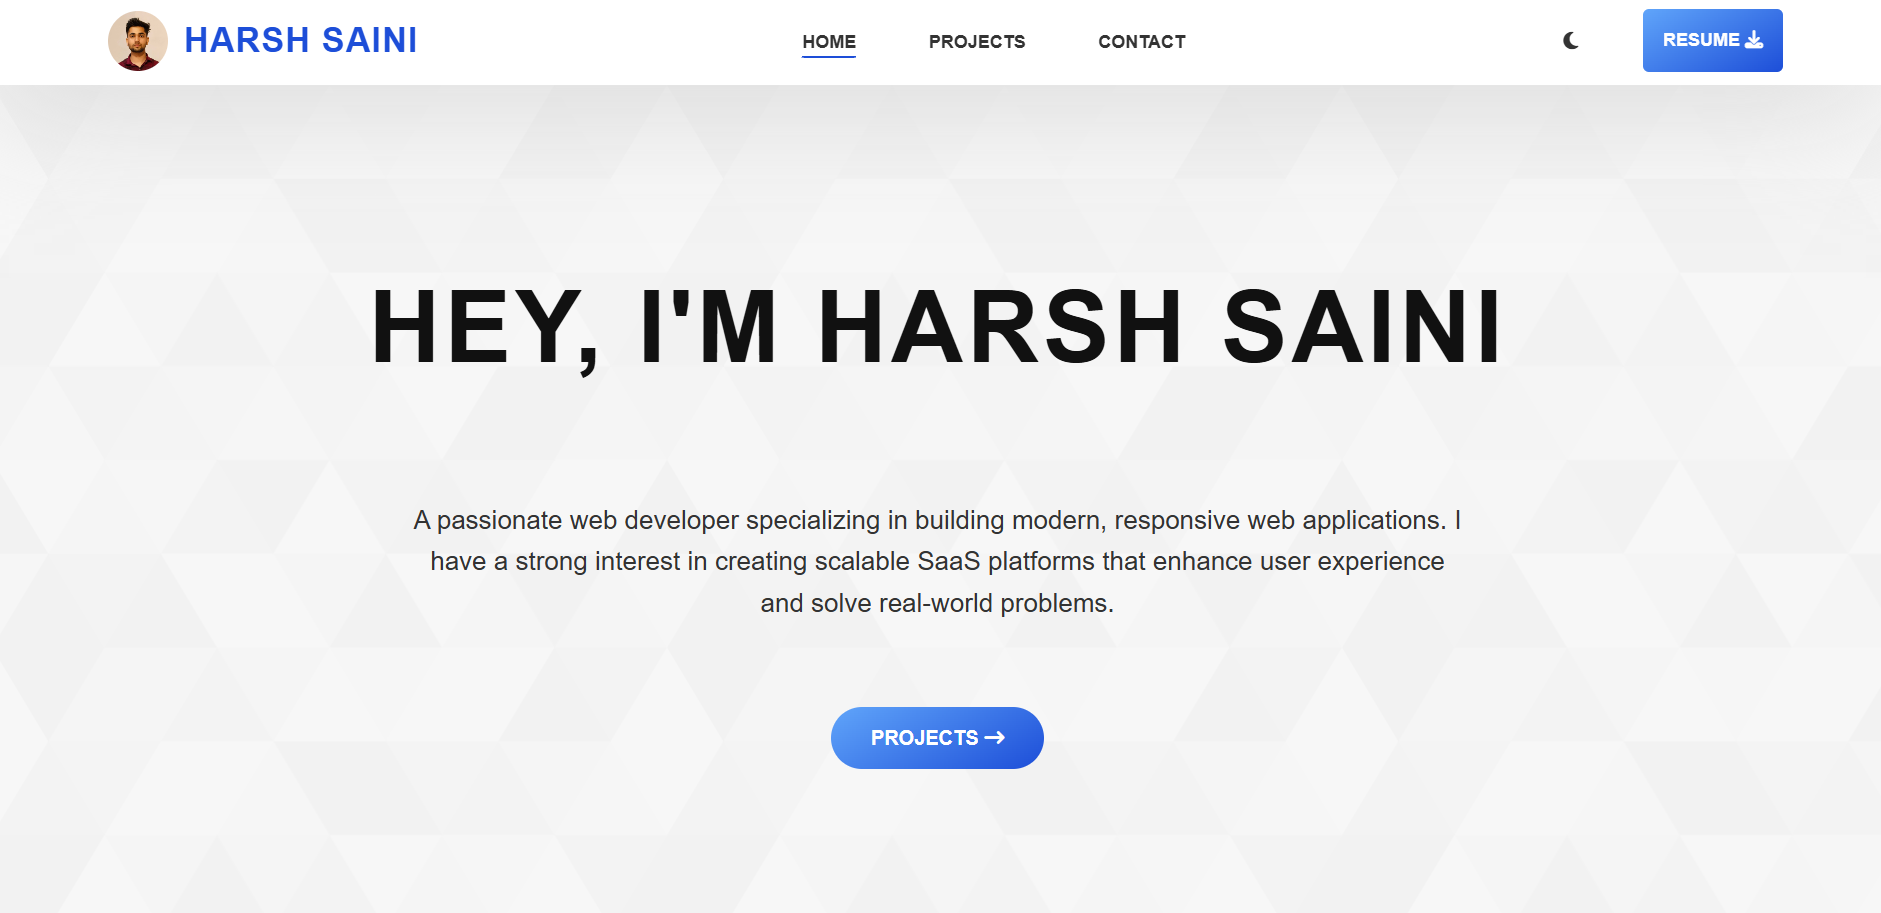 HARSH SAINI
HOME
PROJECTS
CONTACT
RESUME
HEY, I'M HARSH SAINI
A passionate web developer specializing in building modern, responsive web applications. I
have a strong interest in creating scalable SaaS platforms that enhance user experience
and solve real-world problems.
PROJECTS →